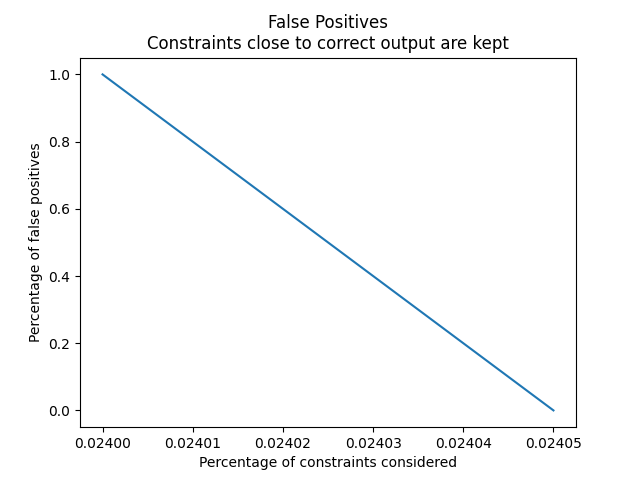 False Positives
Constraints close to correct output are kept
Percentage of false positives
1.0
0.8
0.6
0.4
0.2
0.0
0.02400 0.02401 0.02402 0.02403 0.02404 0.02405
Percentage of constraints considered